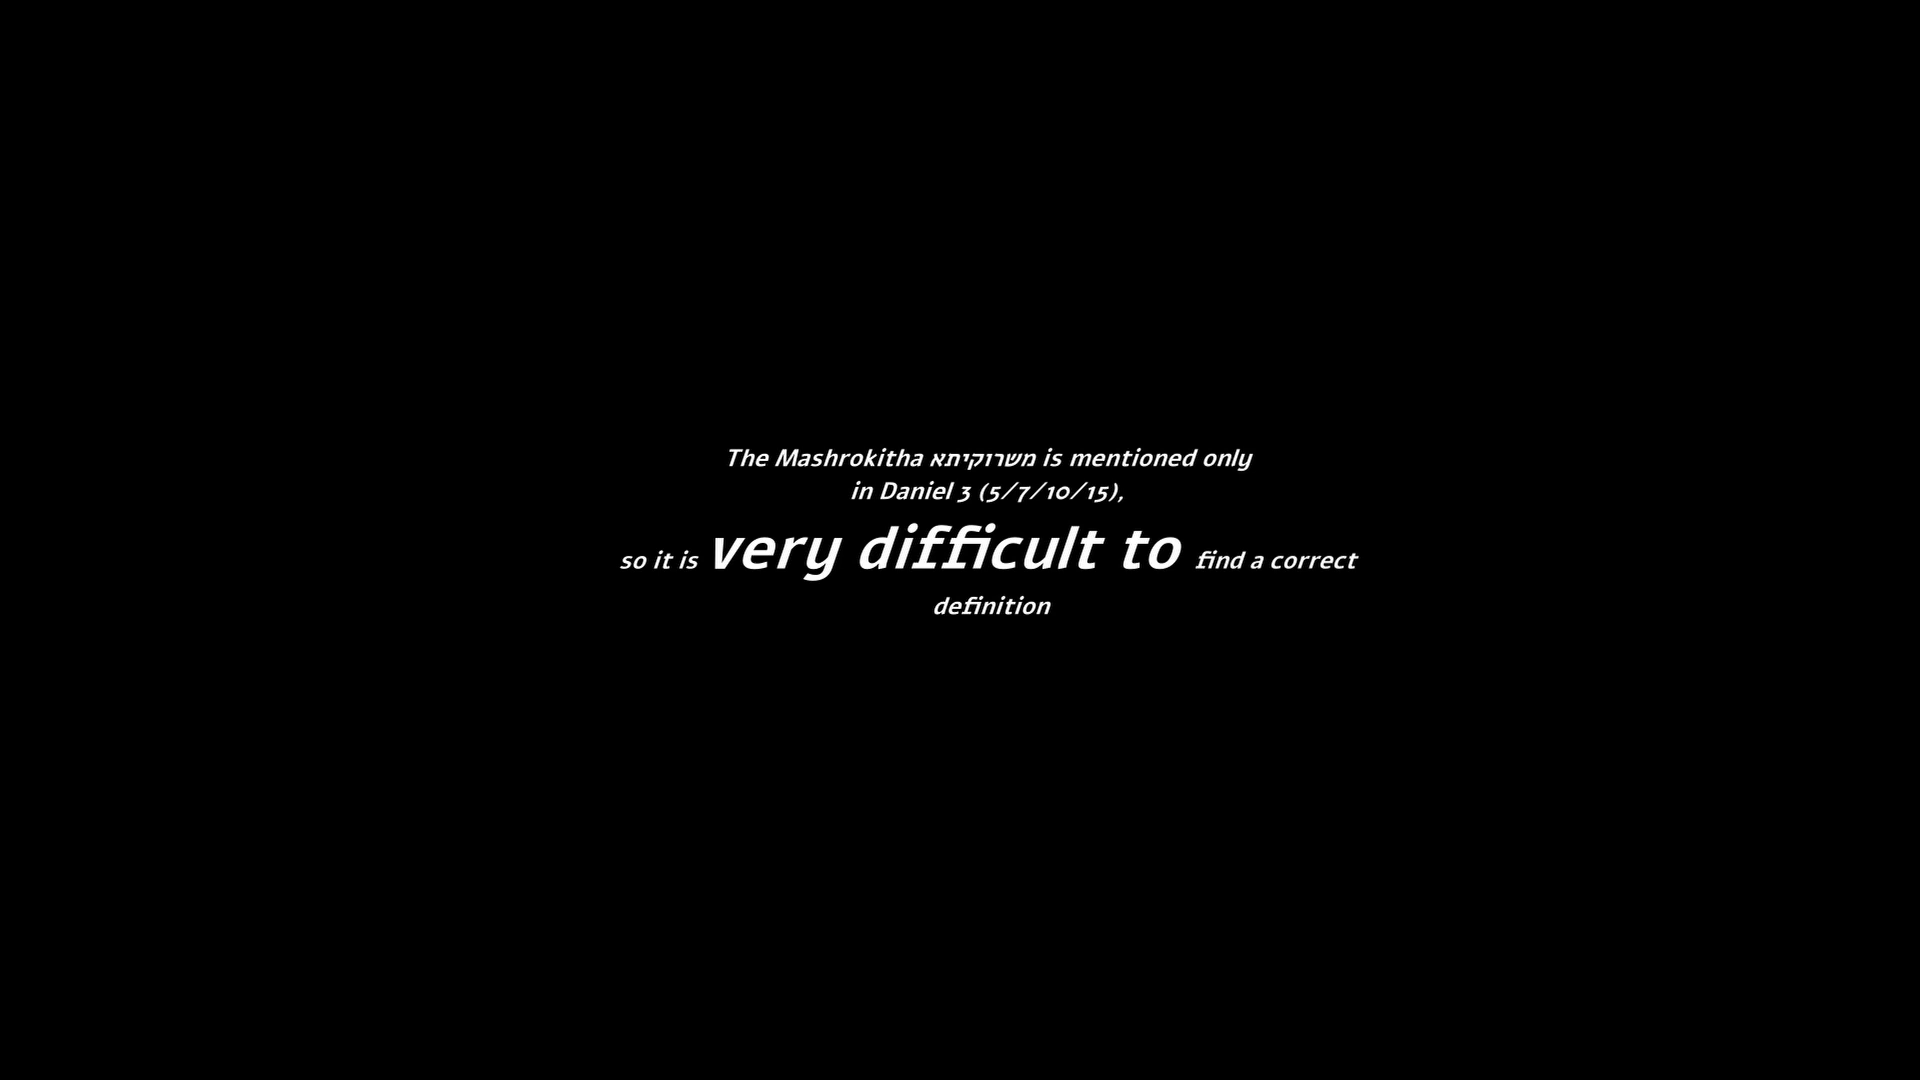 The Mashrokitha משרוקיתא is mentioned only
in Daniel 3 (5/7/10/15),
so it is very difficult to find a correct
definition